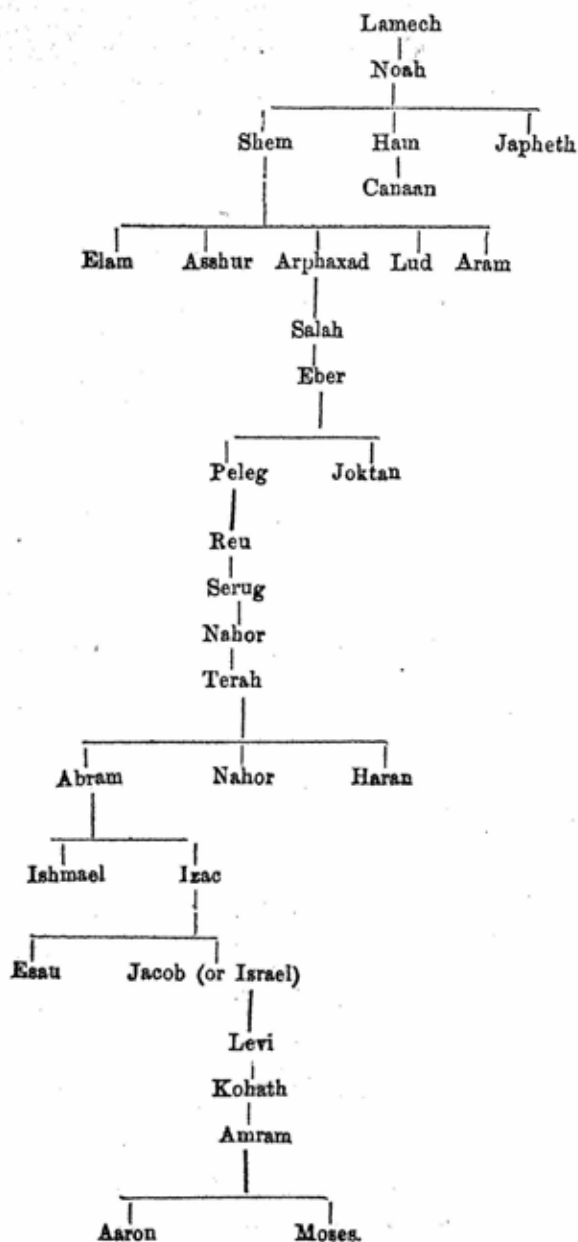 Lamech
Noah
Shem Ham Japheth
Canaan
Elam Asshur Arphaxad Lud Aram
Salah
Eber
Peleg Joktan
Reu
Serug
Nahor
Terah
Abram Nahor Haran
Ishmael Izac
Esau Jacob (or Israel)
Levi
Kohath
Amram
Aaron Moses.